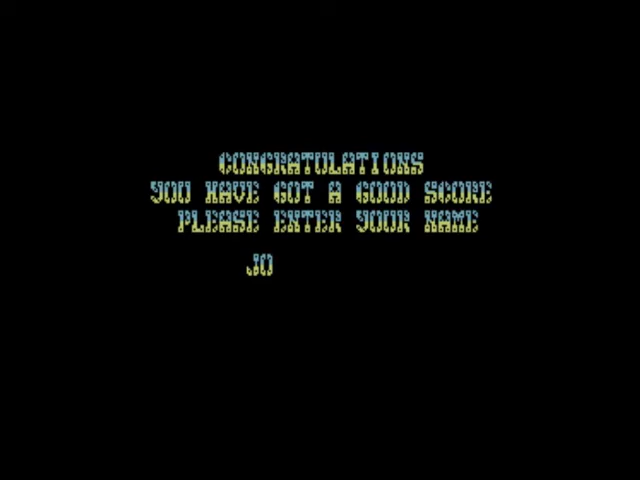 CONGRATULATIONS
YOU HAVE GOT A GOOD SCORE
PLEASE ENTER YOUR NAME
JO